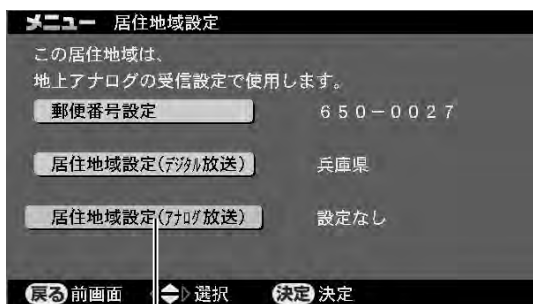 メニュー 居住地域設定
この居住地域は、
地上アナログの受信設定で使用します。
郵便番号設定 650-0027
居住地域設定(ﾃﾞｼﾞﾀﾙ放送) 兵庫県
居住地域設定(ｱﾅﾛｸﾞ放送) 設定なし
戻る 前画面 選択 決定 決定